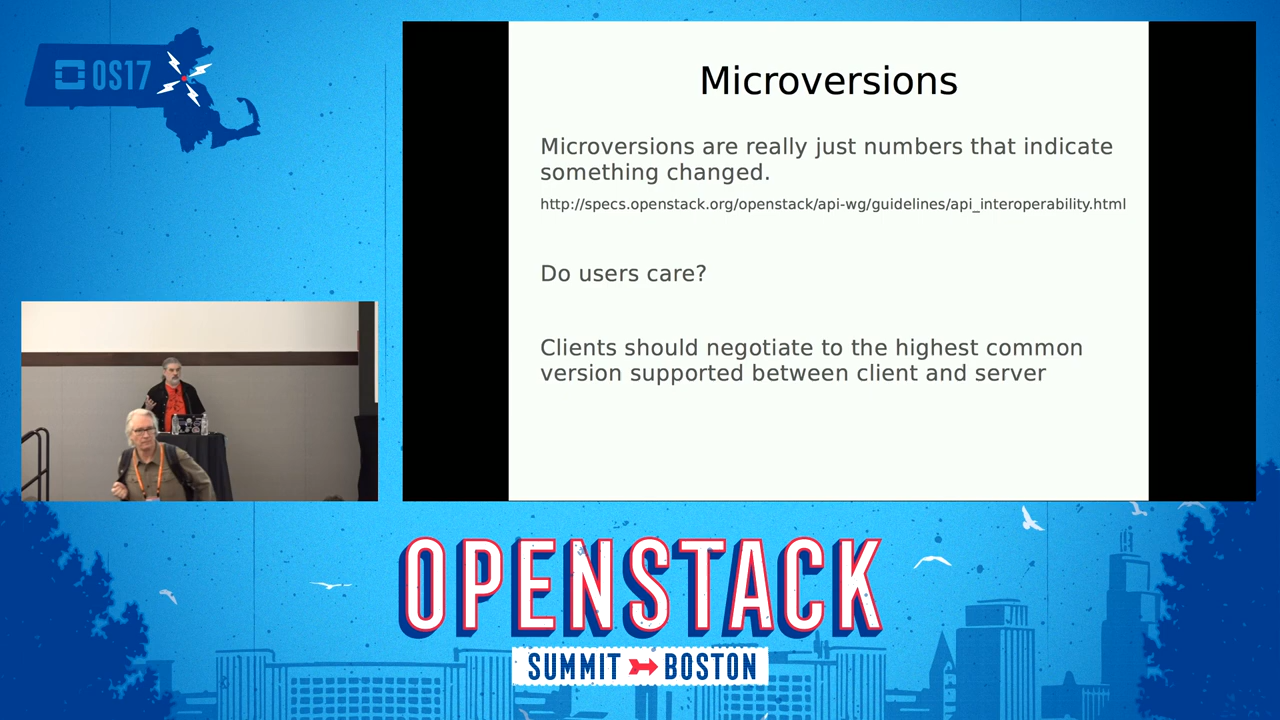 OS17
Microversions
Microversions are really just numbers that indicate
something changed.
http://specs.openstack.org/openstack/api-wg/guidelines/api_interoperability.html
Do users care?
Clients should negotiate to the highest common
version supported between client and server
OPENSTACK
SUMMIT BOSTON